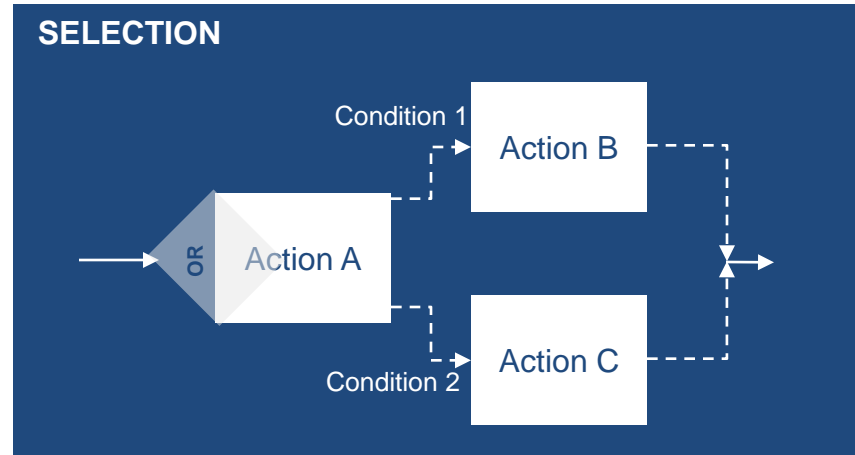 SELECTION
Condition 1
Action B
OR
Action A
Action C
Condition 2